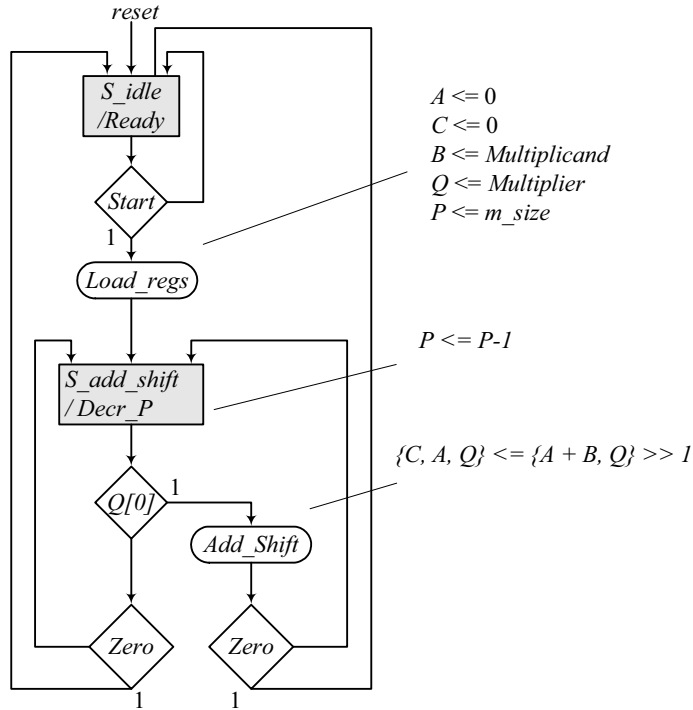 reset
S_idle
/Ready
Start
1
Load_regs
A <= 0
C <= 0
B <= Multiplicand
Q <= Multiplier
P <= m_size
S_add_shift
/ Decr_P
P <= P-1
Q[0]
1
Add_Shift
{C, A, Q} <= {A + B, Q} >> 1
Zero
1
Zero
1